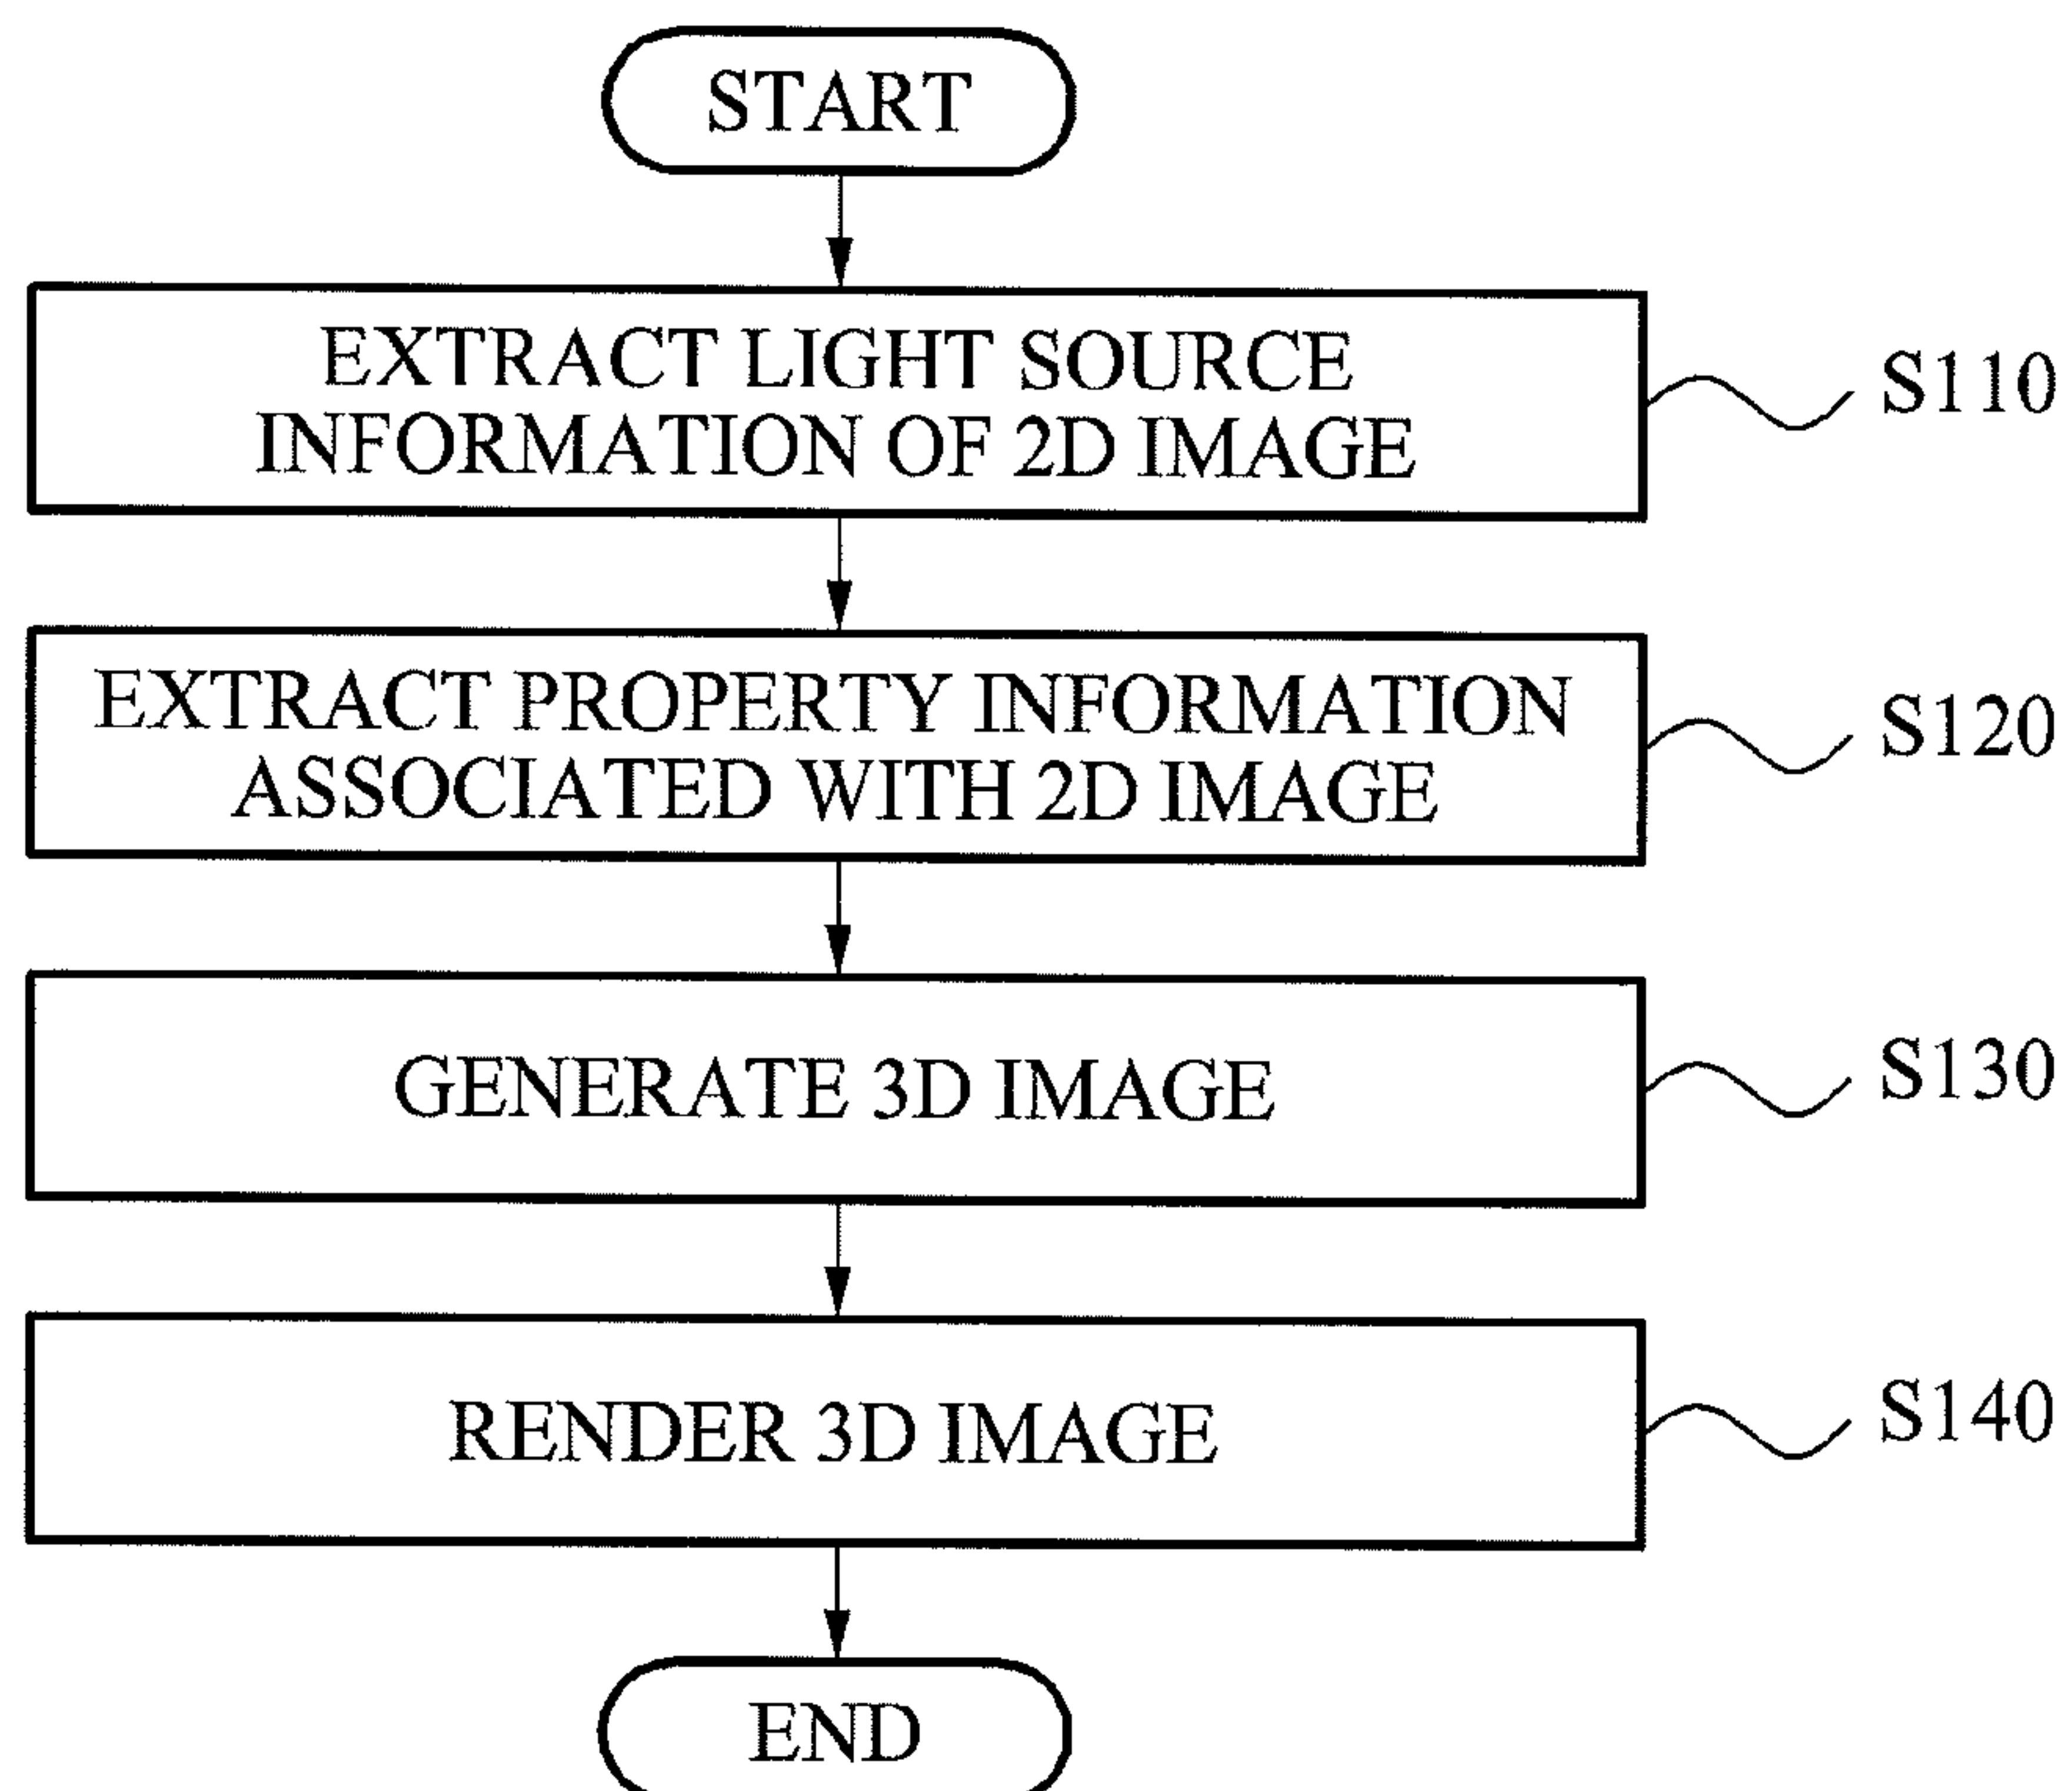 START
EXTRACT LIGHT SOURCE
INFORMATION OF 2D IMAGE
S110
EXTRACT PROPERTY INFORMATION
ASSOCIATED WITH 2D IMAGE
S120
GENERATE 3D IMAGE
S130
RENDER 3D IMAGE
S140
END